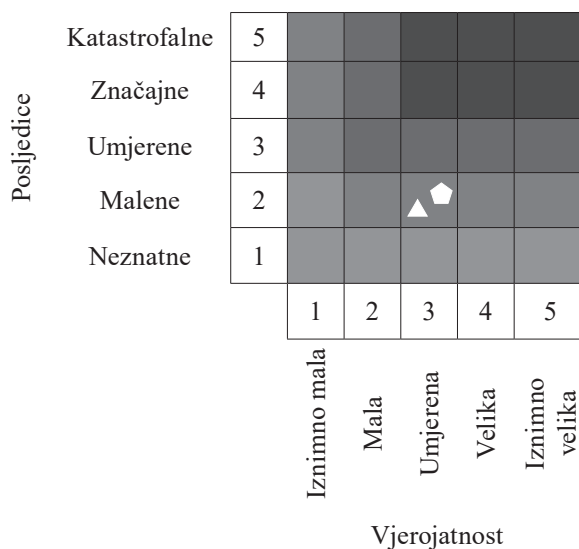 Posljedice
Katastrofalne 5
Značajne 4
Umjerene 3
Malene 2
Neznatne 1
1 2 3 4 5
Iznimno mala
Mala
Umjerena
Velika
Iznimno
velika
Vjerojatnost